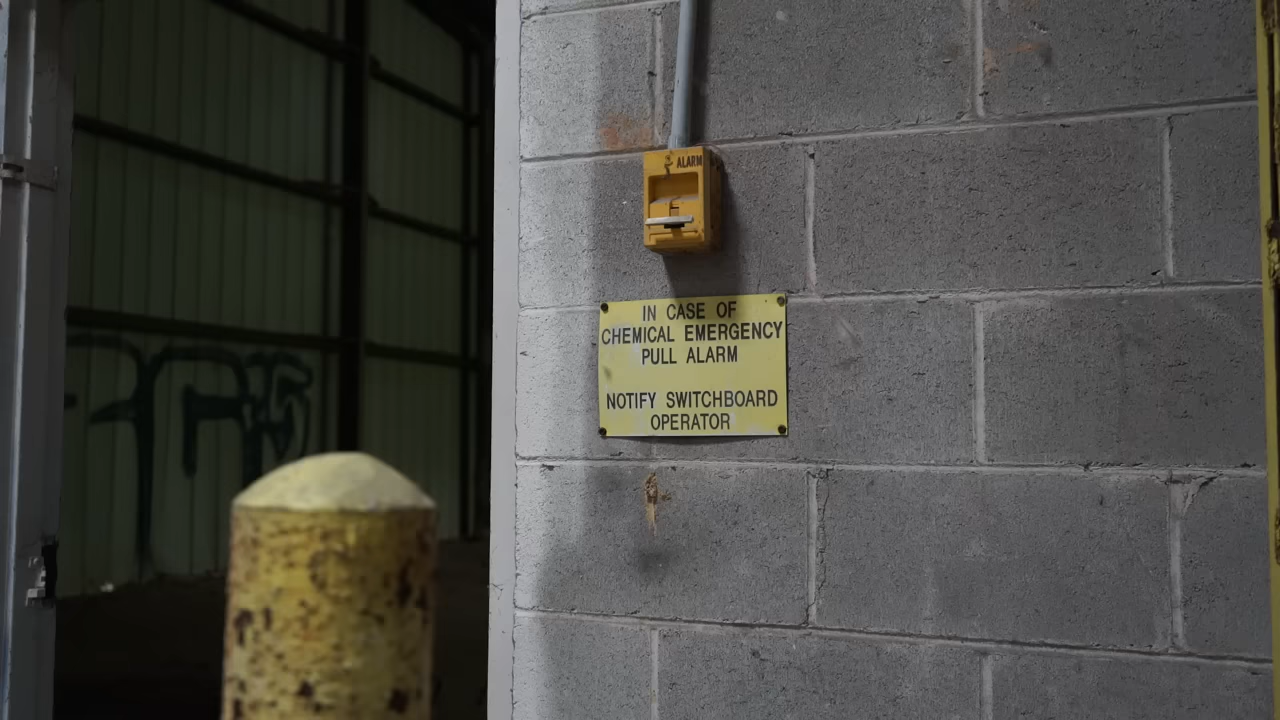 ALARM
IN CASE OF
CHEMICAL EMERGENCY
PULL ALARM
NOTIFY SWITCHBOARD
OPERATOR